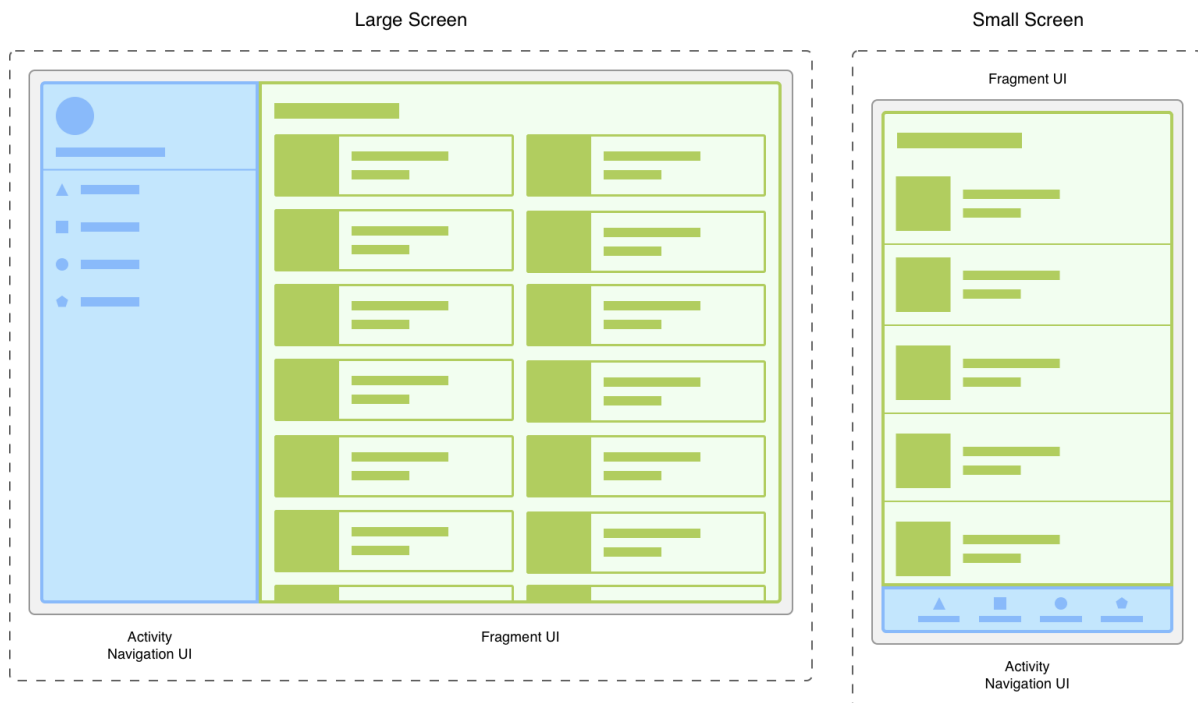 Large Screen
Activity
Navigation UI
Fragment UI
Small Screen
Fragment UI
Activity
Navigation UI